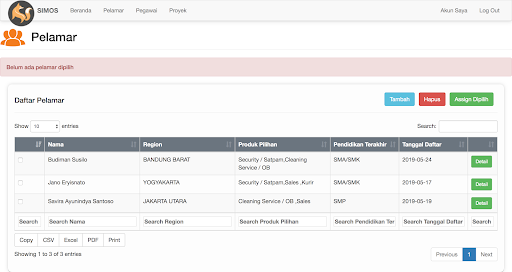 SIMOS Beranda Pelamar Pegawai Proyek Akun Saya Log Out
Pelamar
Belum ada pelamar dipilih
Daftar Pelamar Tambah Hapus Assign Dipilih
Show 10 entries Search:
Nama Region Produk Pilihan Pendidikan Terakhir Tanggal Daftar
Budiman Susilo BANDUNG BARAT Security / Satpam,Cleaning SMA/SMK 2019-05-24 Detail
Service / OB
Jano Eryisnato YOGYAKARTA Security / Satpam,Sales ,Kurir SMA/SMK 2019-05-17 Detail
Savira Ayunindya Santoso JAKARTA UTARA Cleaning Service / OB ,Sales SMP 2019-05-19 Detail
Search Search Nama Search Region Search Produk Pilihan Search Pendidikan Ter Search Tanggal Daftar Search
Copy CSV Excel PDF Print
Showing 1 to 3 of 3 entries Previous 1 Next